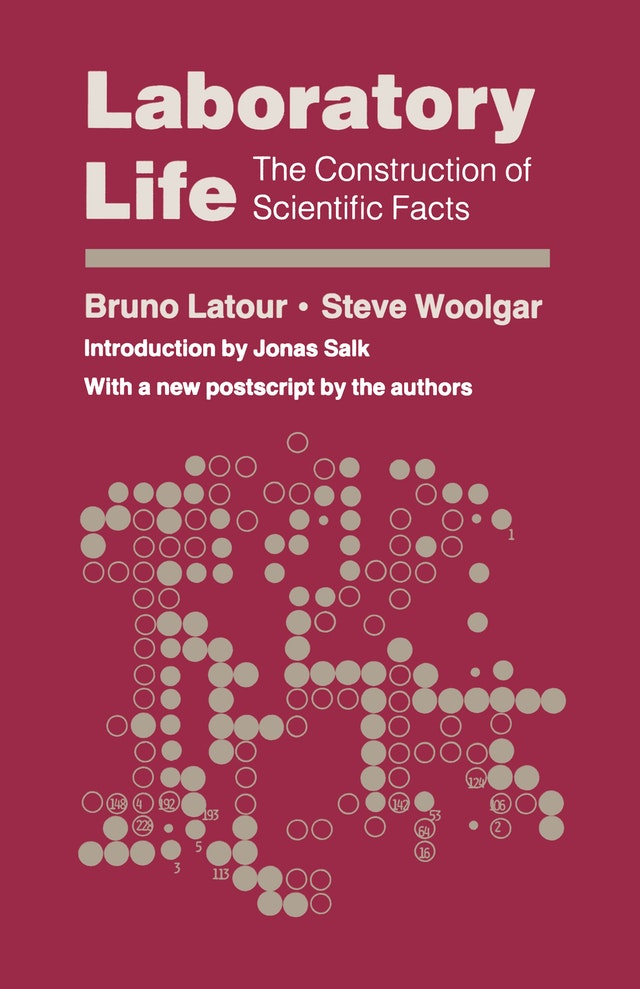 Laboratory
Life
The Construction of
Scientific Facts
Bruno Latour • Steve Woolgar
Introduction by Jonas Salk
With a new postscript by the authors
1
124
148 4 192 142 106
193 53
228 64 2
5
16
3 113